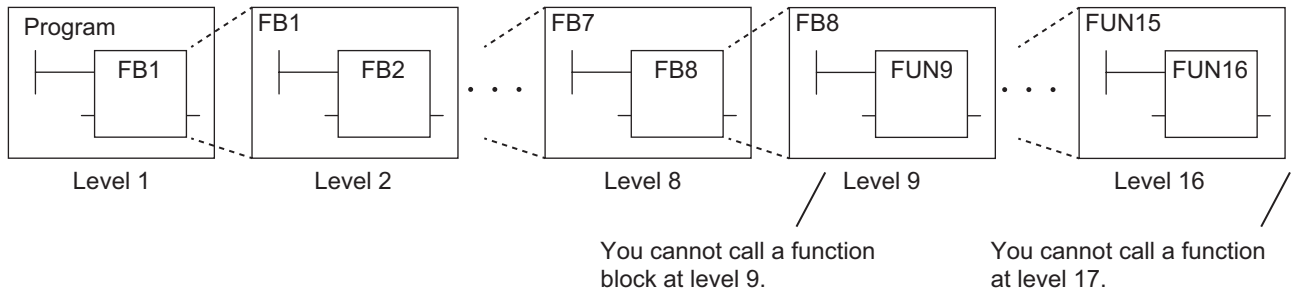 Program
FB1
FB1
FB2
. . .
FB7
FB8
FB8
FUN9
. . .
FUN15
FUN16
Level 1
Level 2
Level 8
Level 9
Level 16
You cannot call a function
block at level 9.
You cannot call a function
at level 17.